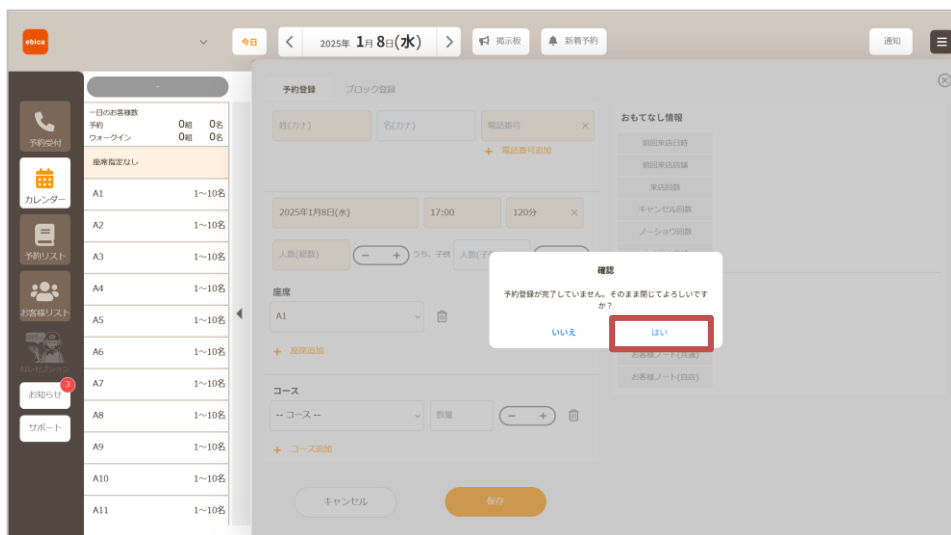 ebica
今日
2025年 1月 8日(水)
掲示板
新着予約
通知
予約受付
カレンダー
予約リスト
お客様リスト
OFF
AIレセプション
お知らせ
3
サポート
-
一日のお客様数
予約 0組 0名
ウォークイン 0組 0名
座席指定なし
A1 1~10名
A2 1~10名
A3 1~10名
A4 1~10名
A5 1~10名
A6 1~10名
A7 1~10名
A8 1~10名
A9 1~10名
A10 1~10名
A11 1~10名
予約登録 ブロック登録
姓(カナ) 名(カナ) 電話番号
+ 電話番号追加
2025年1月8日(水) 17:00 120分
人数(総数) - + うち、子供 人数(子
座席
A1
+ 座席追加
コース
-- コース -- 数量 - +
+ コース追加
キャンセル 保存
おもてなし情報
前回来店日時
前回来店店舗
来店回数
キャンセル回数
ノーショウ回数
確認
予約登録が完了していません。そのまま閉じてよろしいです
か?
いいえ はい
お客様ノート(共通)
お客様ノート(自店)